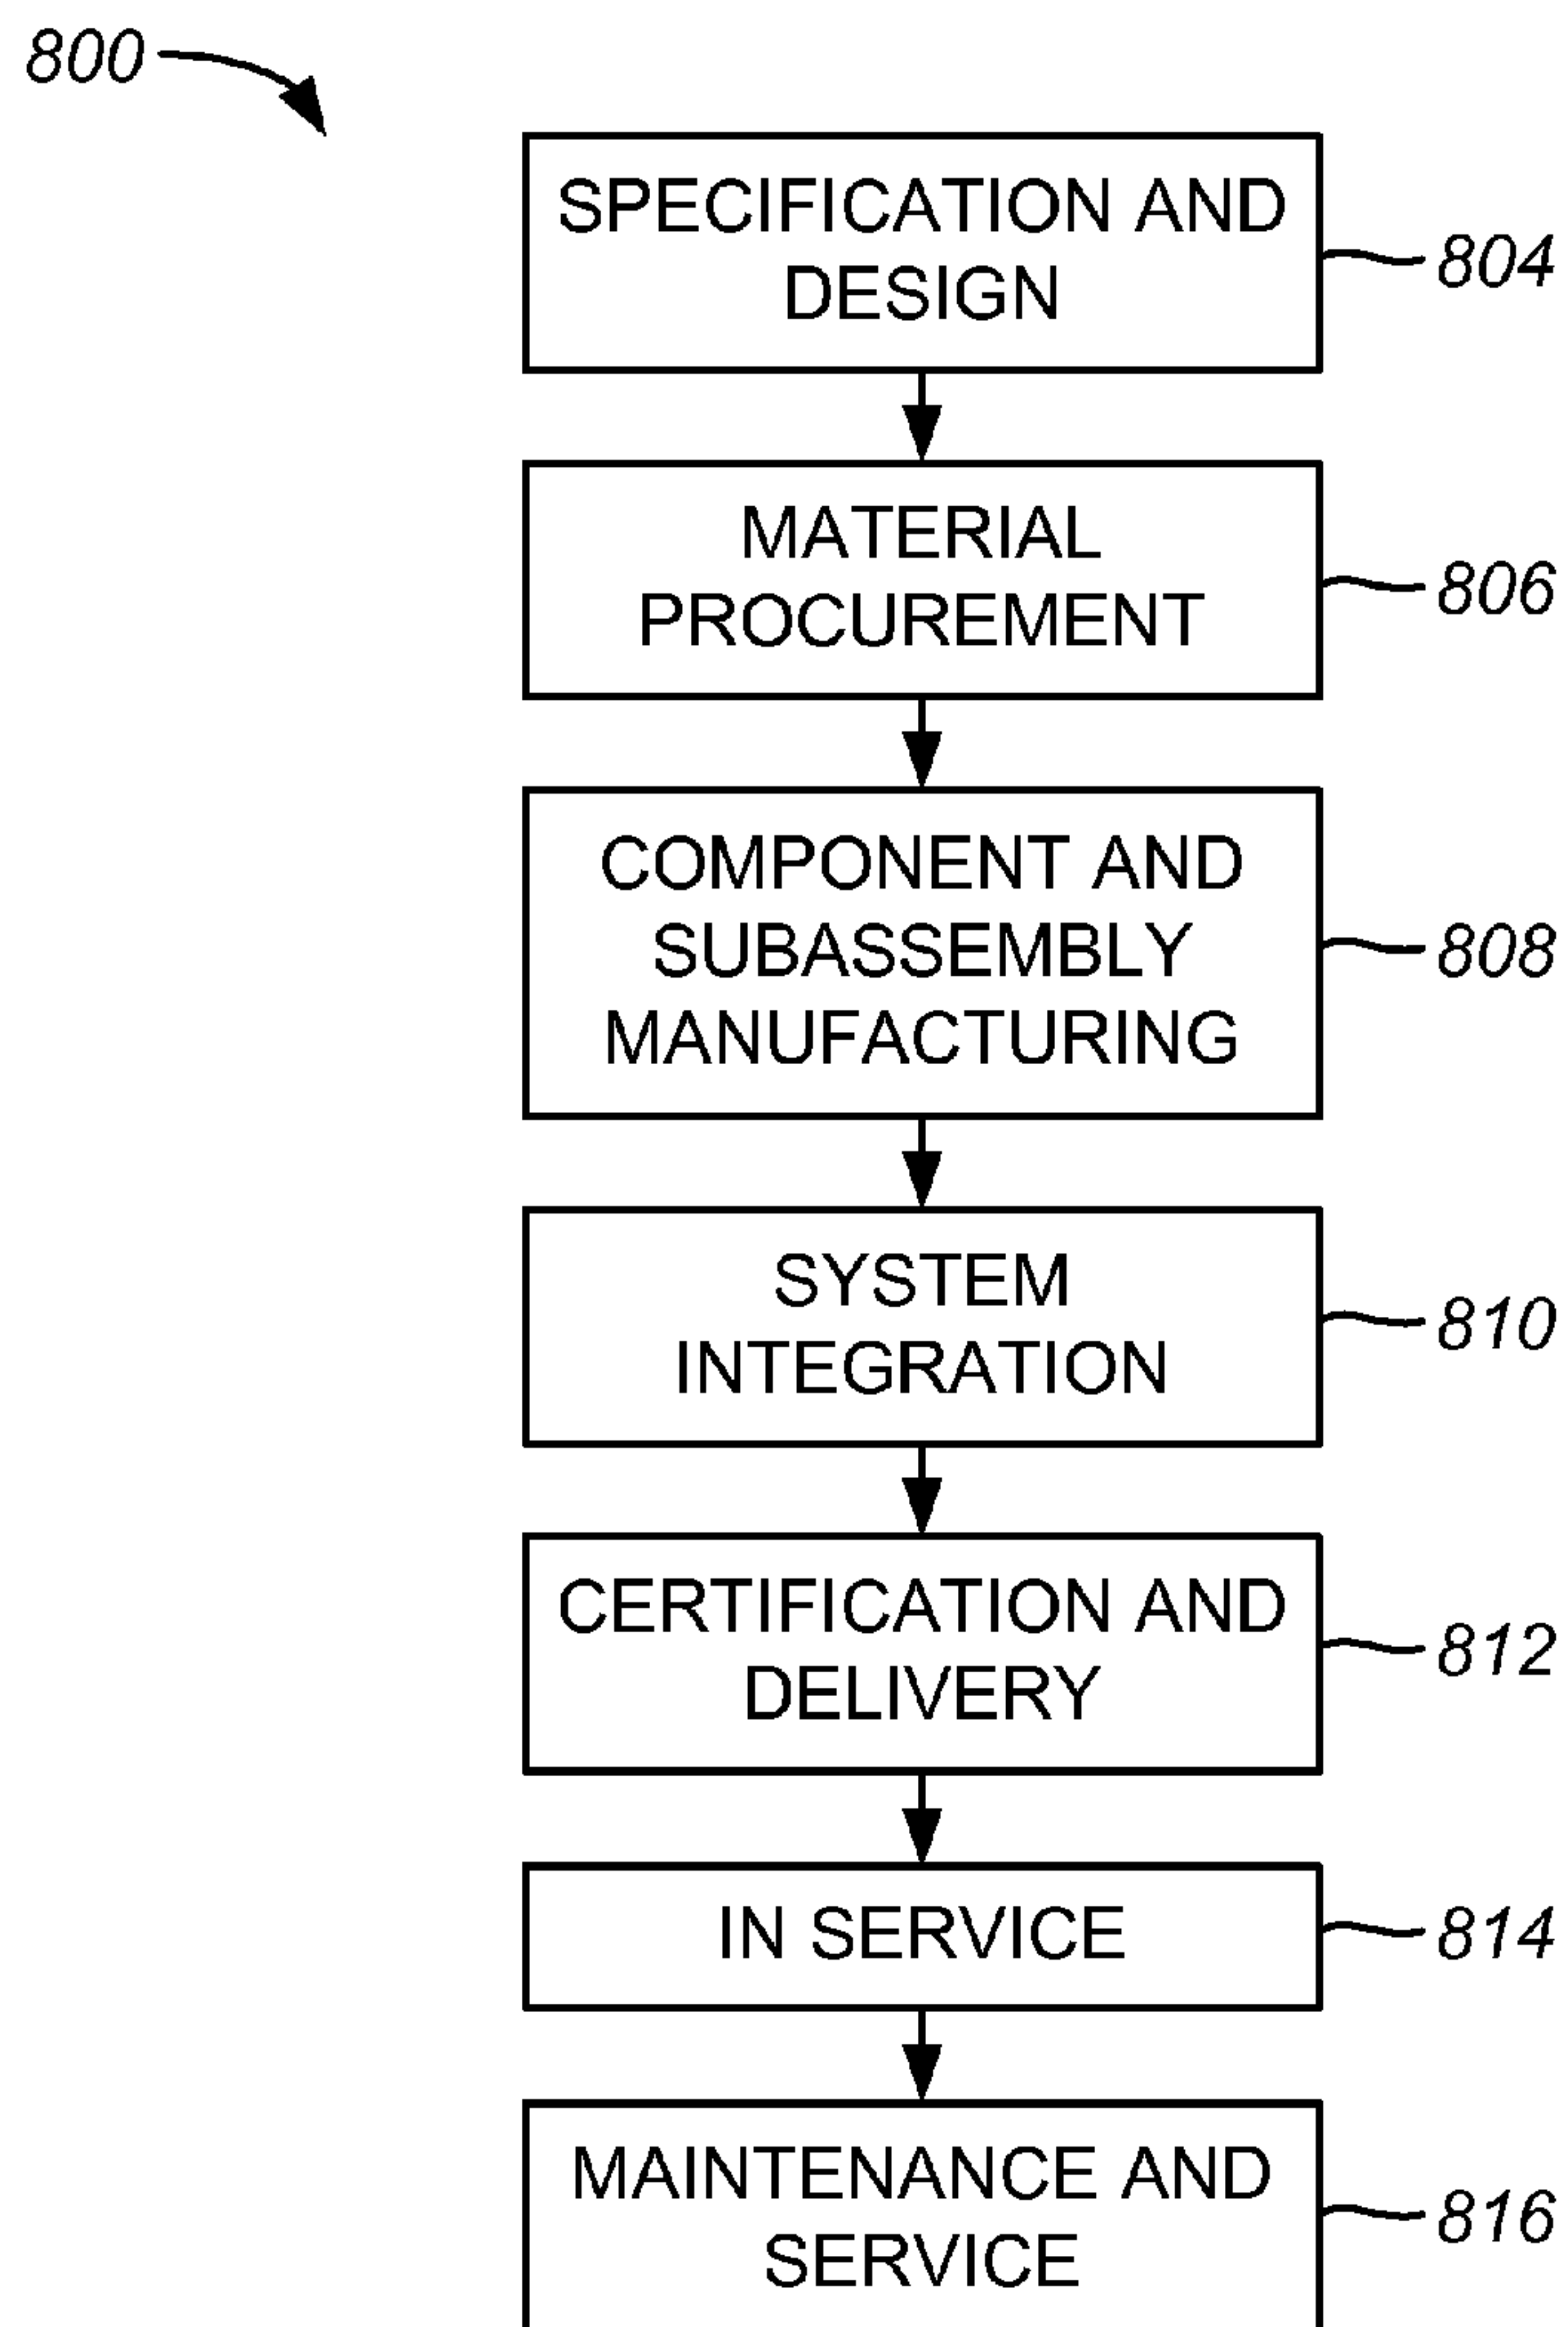 800
SPECIFICATION AND
DESIGN
804
MATERIAL
PROCUREMENT
806
COMPONENT AND
SUBASSEMBLY
MANUFACTURING
808
SYSTEM
INTEGRATION
810
CERTIFICATION AND
DELIVERY
812
IN SERVICE
814
MAINTENANCE AND
SERVICE
816